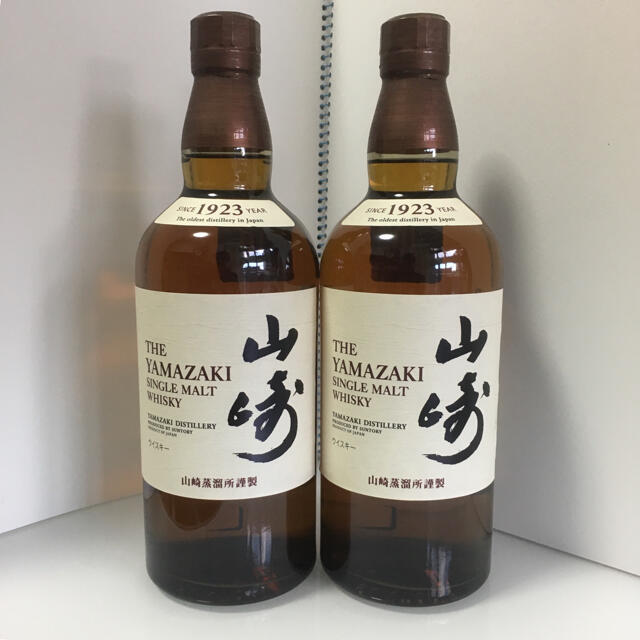 SINCE 1923 YEAR
The oldest distillery in Japan
THE
YAMAZAKI
SINGLE MALT
WHISKY
YAMAZAKI DISTILLERY
PRODUCED BY SUNTORY
PRODUCT OF JAPAN
ウイスキー
山崎
山崎蒸溜所謹製
SINCE 1923 YEAR
The oldest distillery in Japan
THE
YAMAZAKI
SINGLE MALT
WHISKY
YAMAZAKI DISTILLERY
PRODUCED BY SUNTORY
PRODUCT OF JAPAN
ウイスキー
山崎
山崎蒸溜所謹製